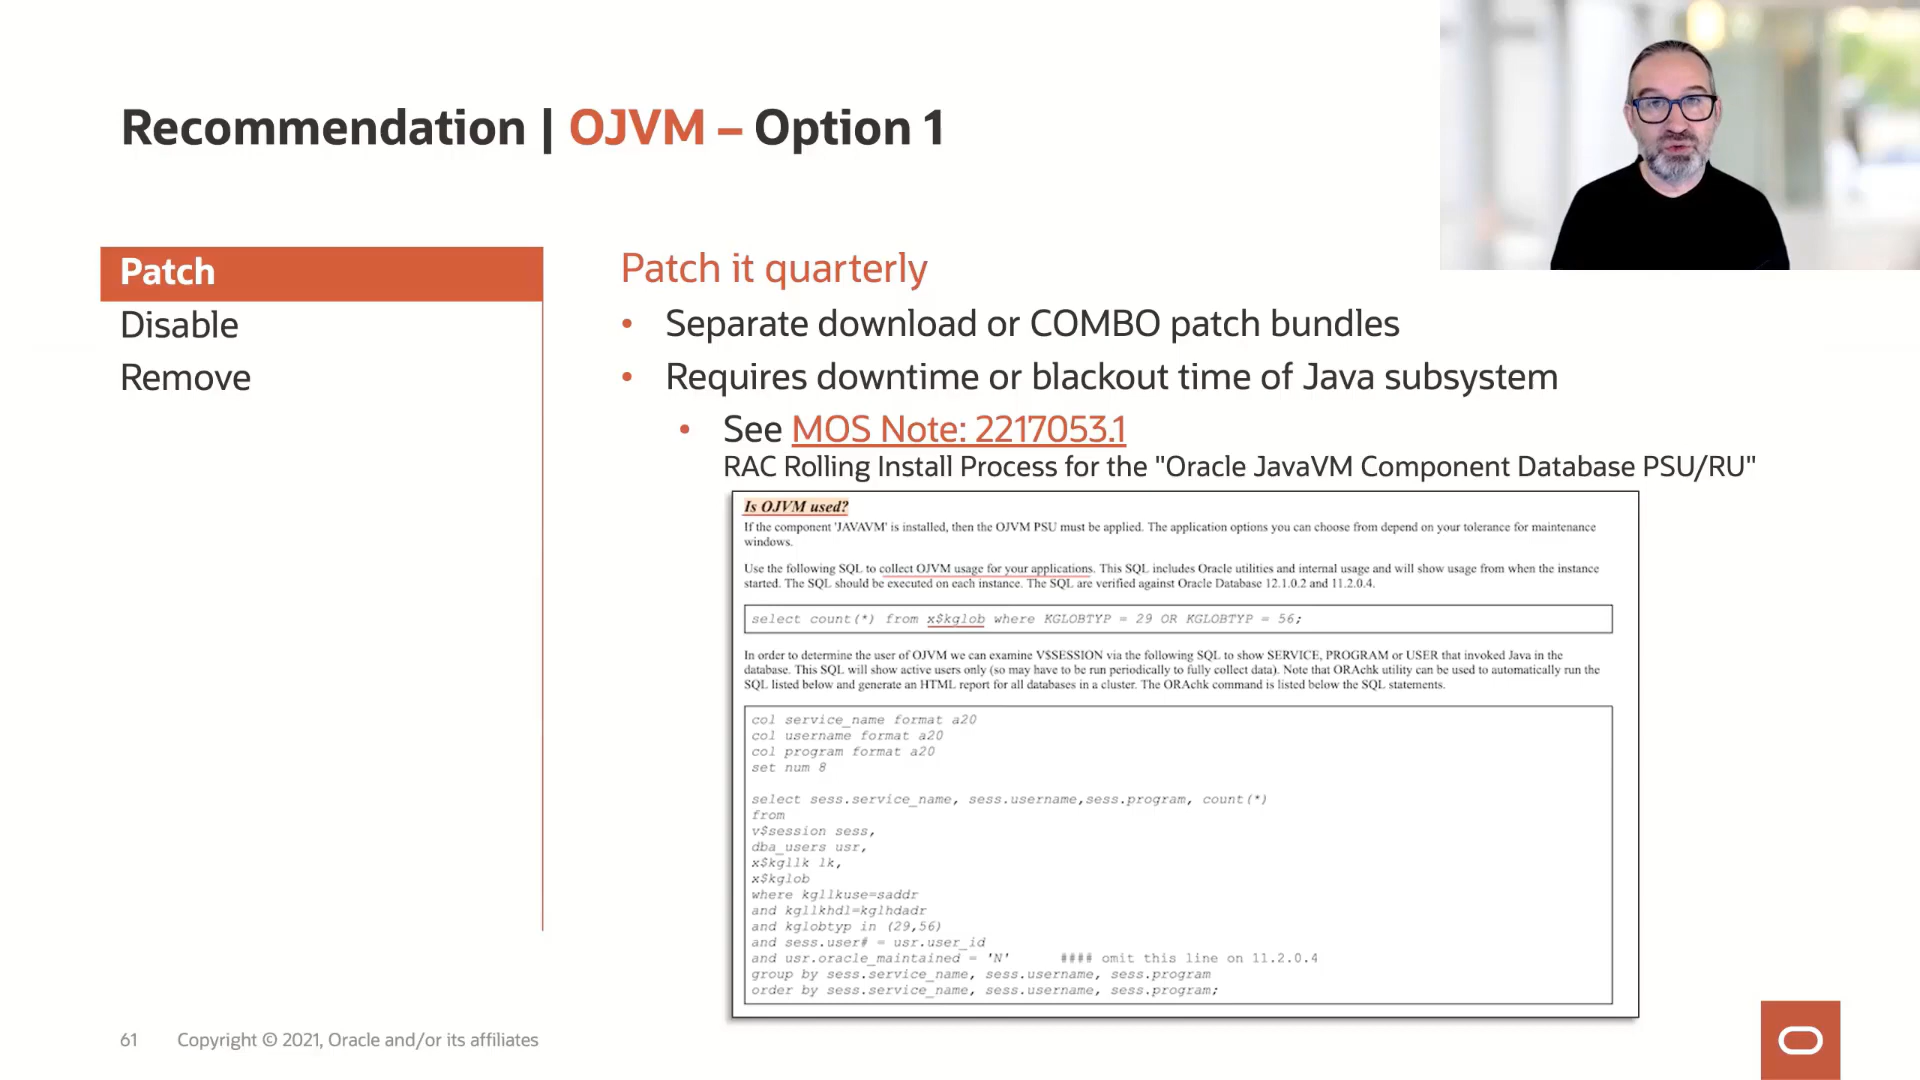 Recommendation | OJVM – Option 1
Patch
Disable
Remove
Patch it quarterly
• Separate download or COMBO patch bundles
• Requires downtime or blackout time of Java subsystem
• See MOS Note: 2217053.1
RAC Rolling Install Process for the "Oracle JavaVM Component Database PSU/RU"
Is OJVM used?
If the component 'JAVAVM' is installed, then the OJVM PSU must be applied. The application options you can choose from depend on your tolerance for maintenance
windows.
Use the following SQL to collect OJVM usage for your applications. This SQL includes Oracle utilities and internal usage and will show usage from when the instance
started. The SQL should be executed on each instance. The SQL are verified against Oracle Database 12.1.0.2 and 11.2.0.4.
select count(*) from x$kglob where KGLOBTYP = 29 OR KGLOBTYP = 56;
In order to determine the user of OJVM we can examine V$SESSION via the following SQL to show SERVICE, PROGRAM or USER that invoked Java in the
database. This SQL will show active users only (so may have to be run periodically to fully collect data). Note that ORAchk utility can be used to automatically run the
SQL listed below and generate an HTML report for all databases in a cluster. The ORAchk command is listed below the SQL statements.
col service_name format a20
col username format a20
col program format a20
set num 8
select sess.service_name, sess.username,sess.program, count(*)
from
v$session sess,
dba_users usr,
x$kgllk lk,
x$kglob
where kgllkuse=saddr
and kgllkhdl=kglhdadr
and kglobtyp in (29,56)
and sess.user# = usr.user_id
and usr.oracle_maintained = 'N' #### omit this line on 11.2.0.4
group by sess.service_name, sess.username, sess.program
order by sess.service_name, sess.username, sess.program;
61 Copyright © 2021, Oracle and/or its affiliates